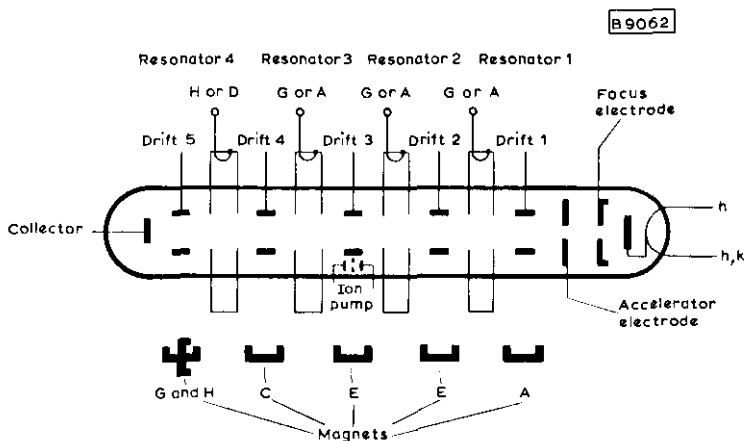 B9062
Resonator 4 Resonator 3 Resonator 2 Resonator 1
H or D G or A G or A G or A
Focus
electrode
Drift 5 Drift 4 Drift 3 Drift 2 Drift 1
h
Collector
h,k
Ion
pump
Accelerator
electrode
G and H C E E A
Magnets